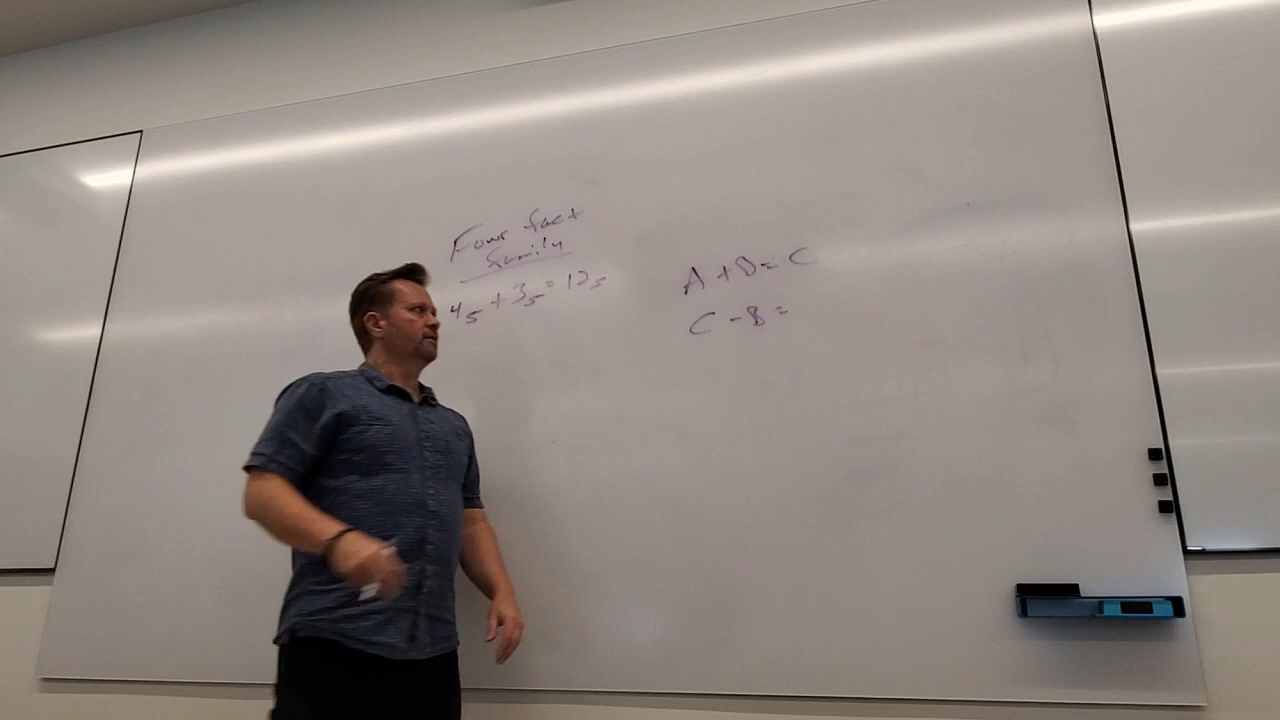 Four fact
family
4₅ + 3₅ = 12₅
A + B = C
C - B =